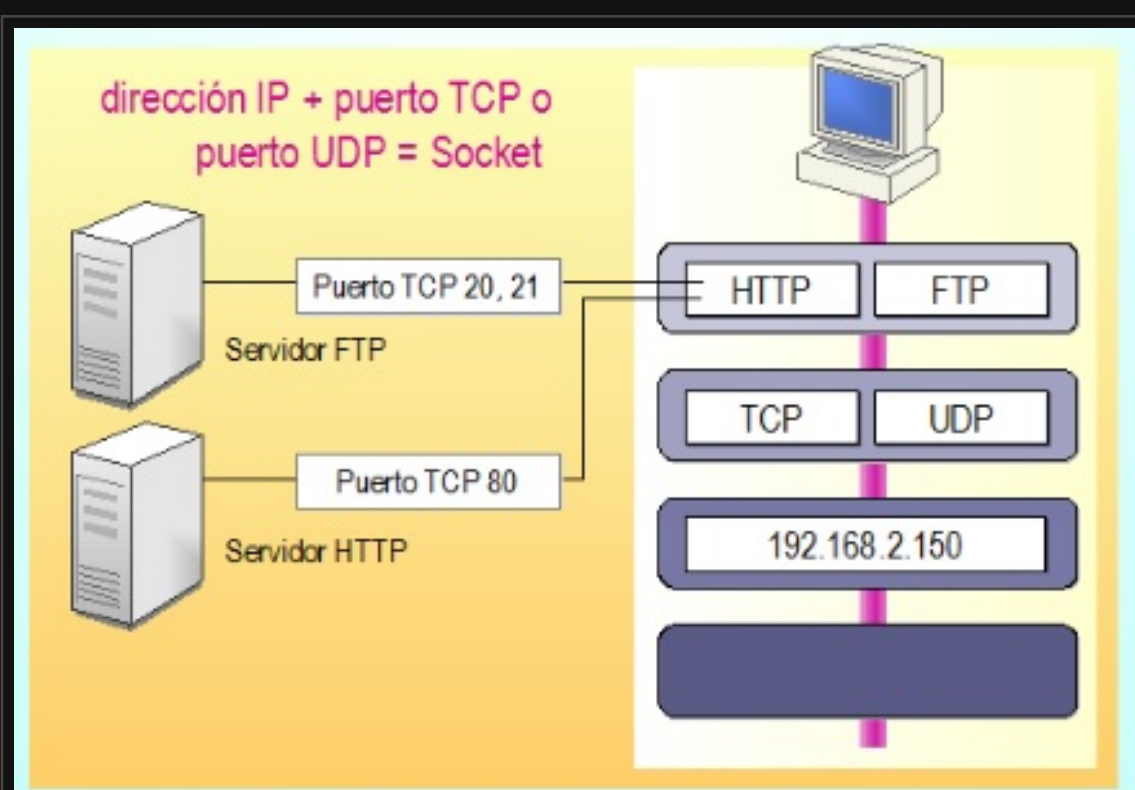 dirección IP + puerto TCP o
puerto UDP = Socket
Puerto TCP 20, 21
HTTP
FTP
Servidor FTP
TCP
UDP
Puerto TCP 80
Servidor HTTP
192.168.2.150